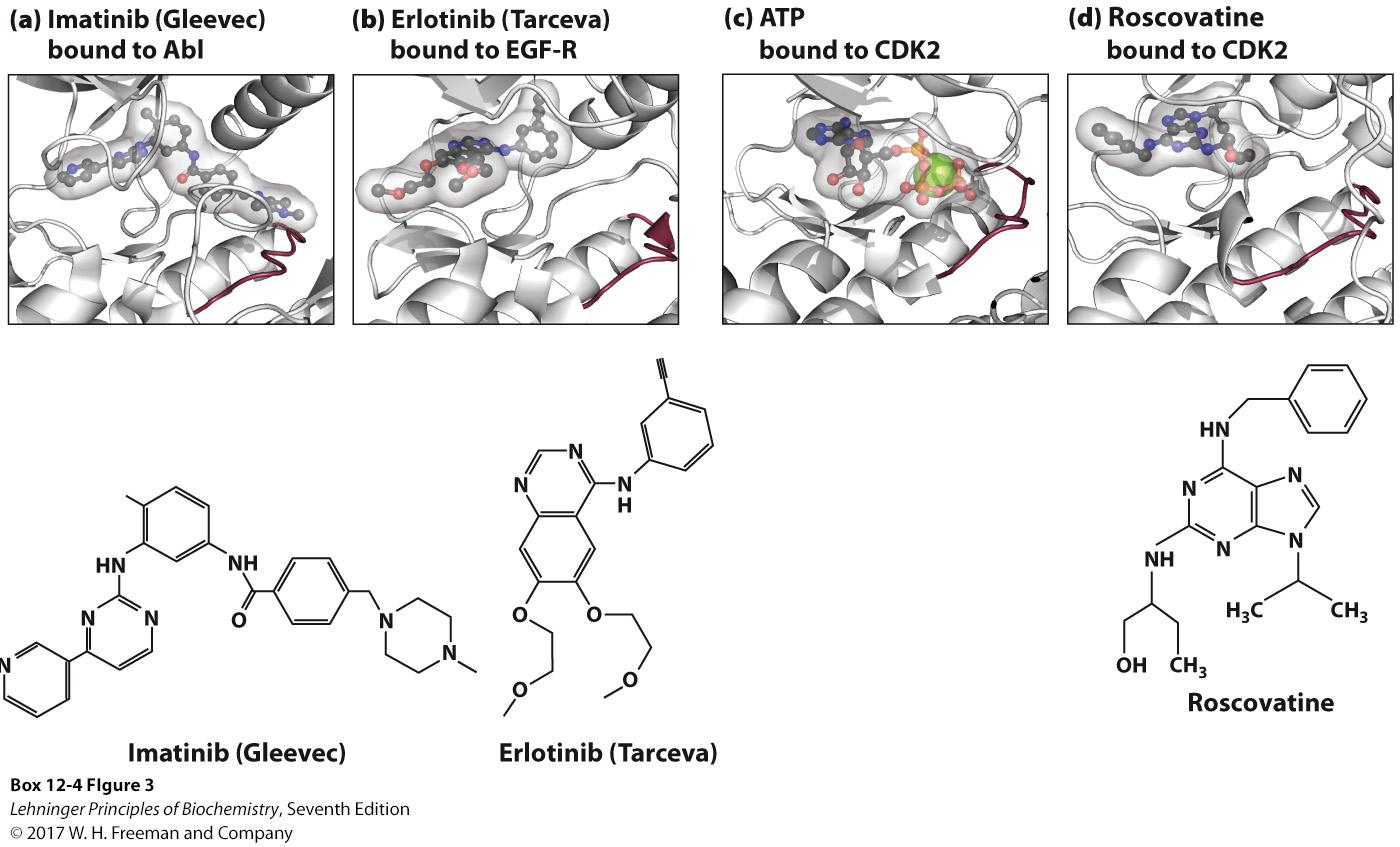 (a) Imatinib (Gleevec)
bound to Abl
(b) Erlotinib (Tarceva)
bound to EGF-R
(c) ATP
bound to CDK2
(d) Roscovatine
bound to CDK2
HN
N
N
N
NH
O
N
N
Imatinib (Gleevec)
N
N
N
H
O
O
O
O
Erlotinib (Tarceva)
HN
N
N
N
N
NH
H₃C
CH₃
OH
CH₃
Roscovatine
Box 12-4 FIgure 3
Lehninger Principles of Biochemistry, Seventh Edition
© 2017 W. H. Freeman and Company